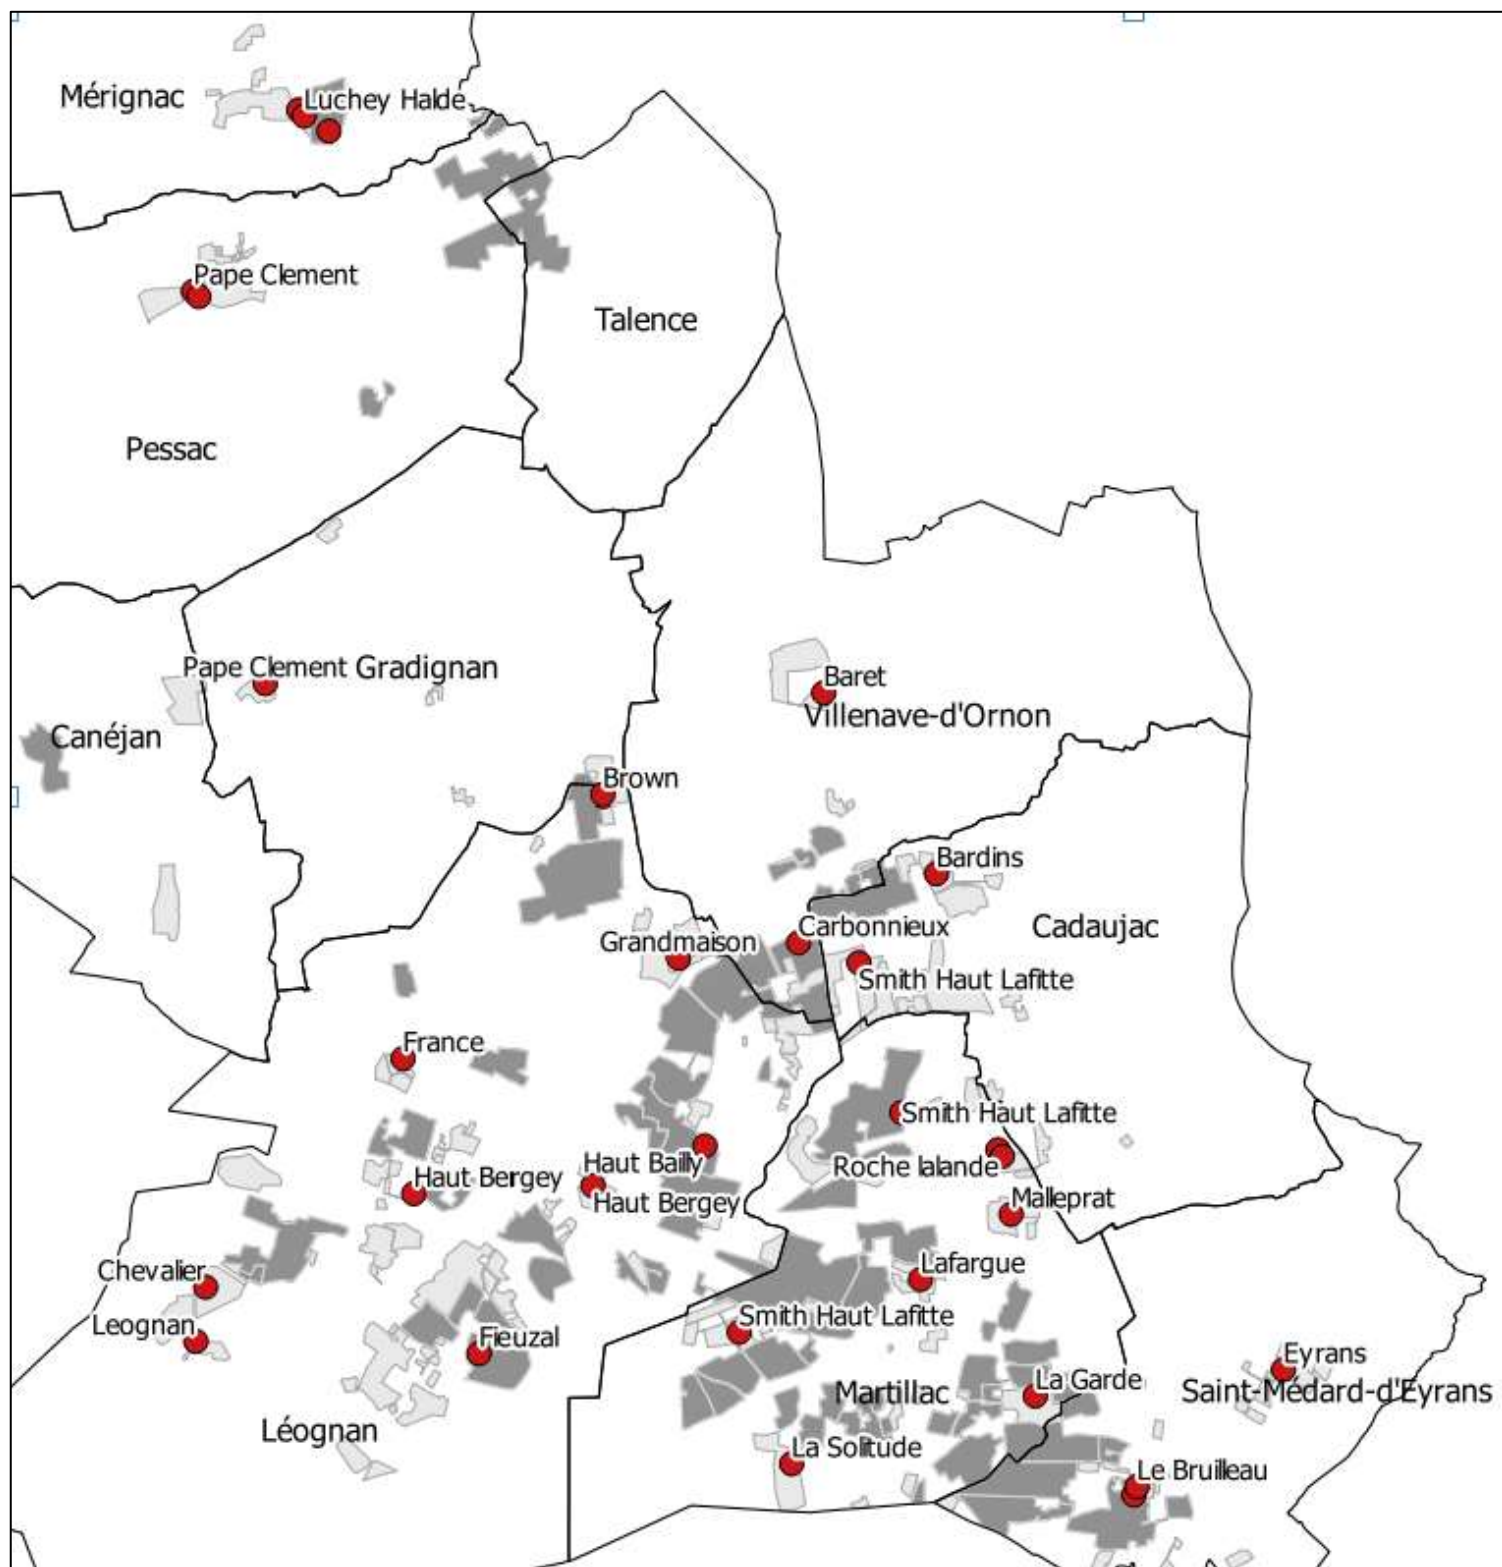 Mérignac
Luchey Halde
Pape Clement
Talence
Pessac
Pape Clement
Gradignan
Baret
Villenave-d'Ornon
Canéjan
Brown
Bardins
Carbonnieux
Cadaujac
Grandmaison
Smith Haut Lafitte
France
Smith Haut Lafitte
Haut Bailly
Roche lalande
Haut Bergey
Haut Bergey
Malleprat
Chevalier
Lafargue
Leognan
Smith Haut Lafitte
Fieuzal
Eyrans
La Garde
Martillac
Saint-Médard-d'Eyrans
Léognan
La Solitude
Le Bruilleau